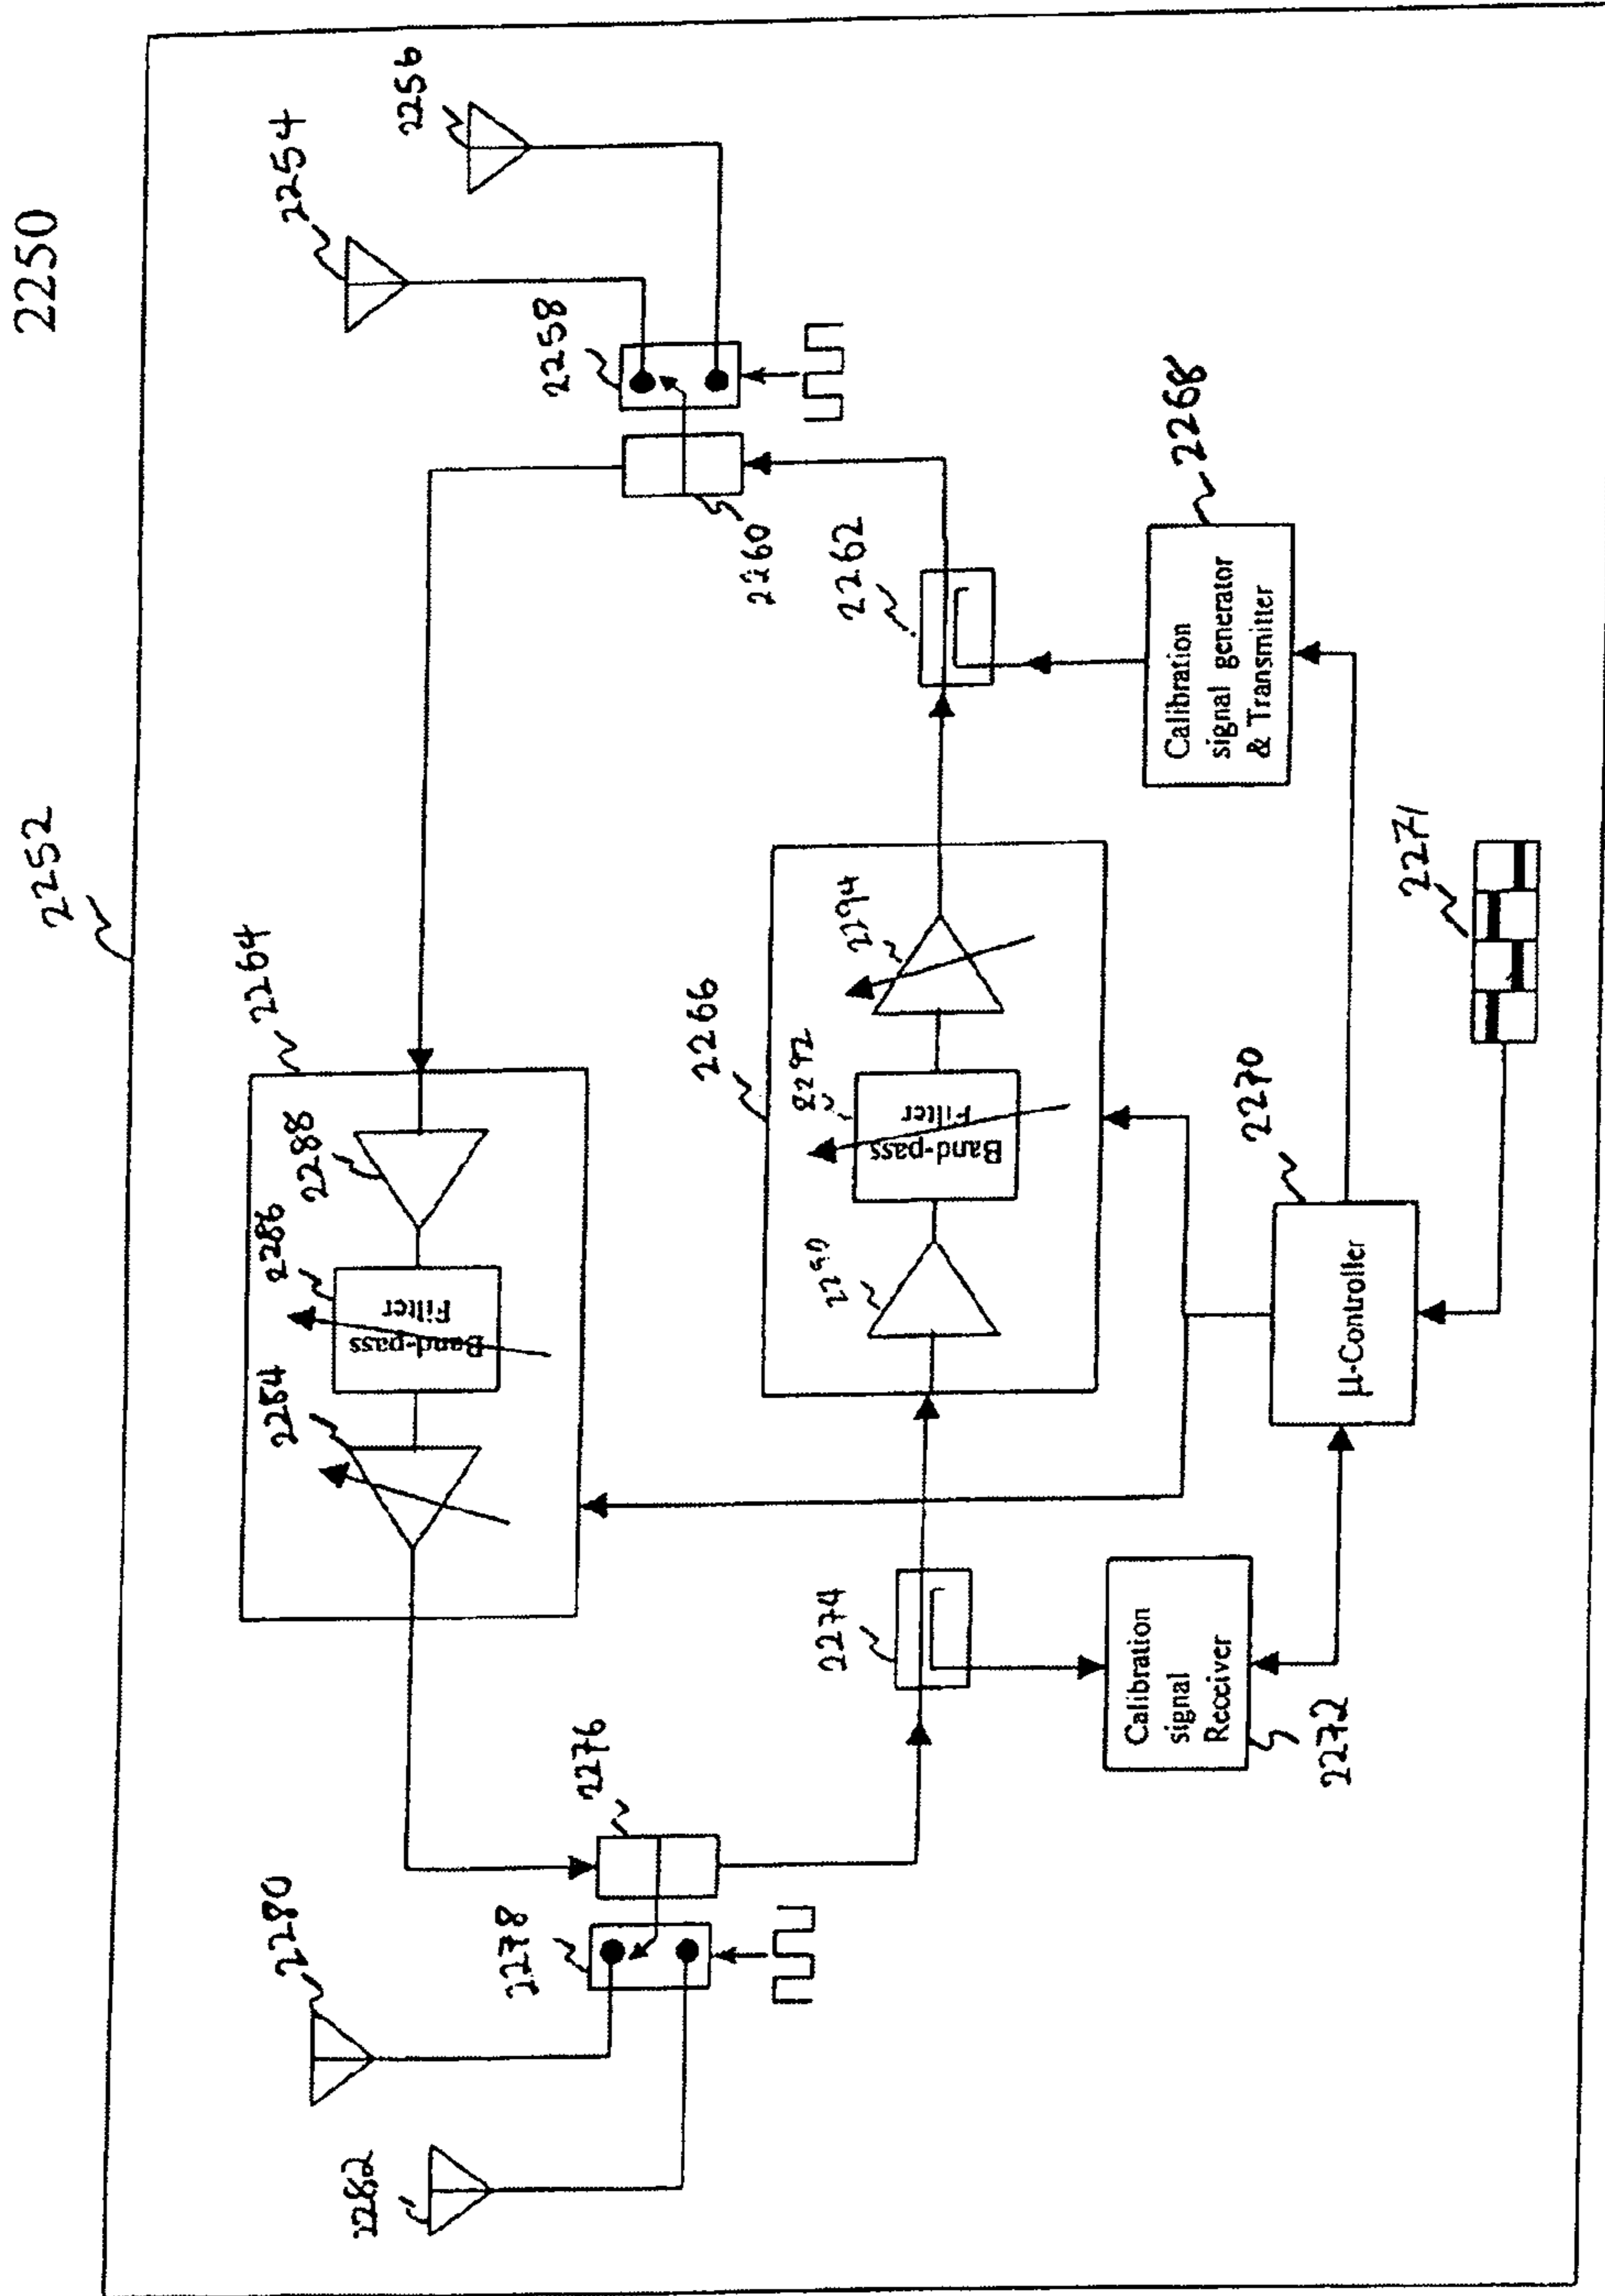 2250
2252
2254
2256
2264
2284
2286
2288
Band-pass
Filter
2280
2282
2278
2276
2258
2260
2266
2290
2292
2294
Band-pass
Filter
2274
2262
Calibration
signal
Receiver
2272
μ-Controller
2270
Calibration
signal generator
& Transmitter
2268
2271